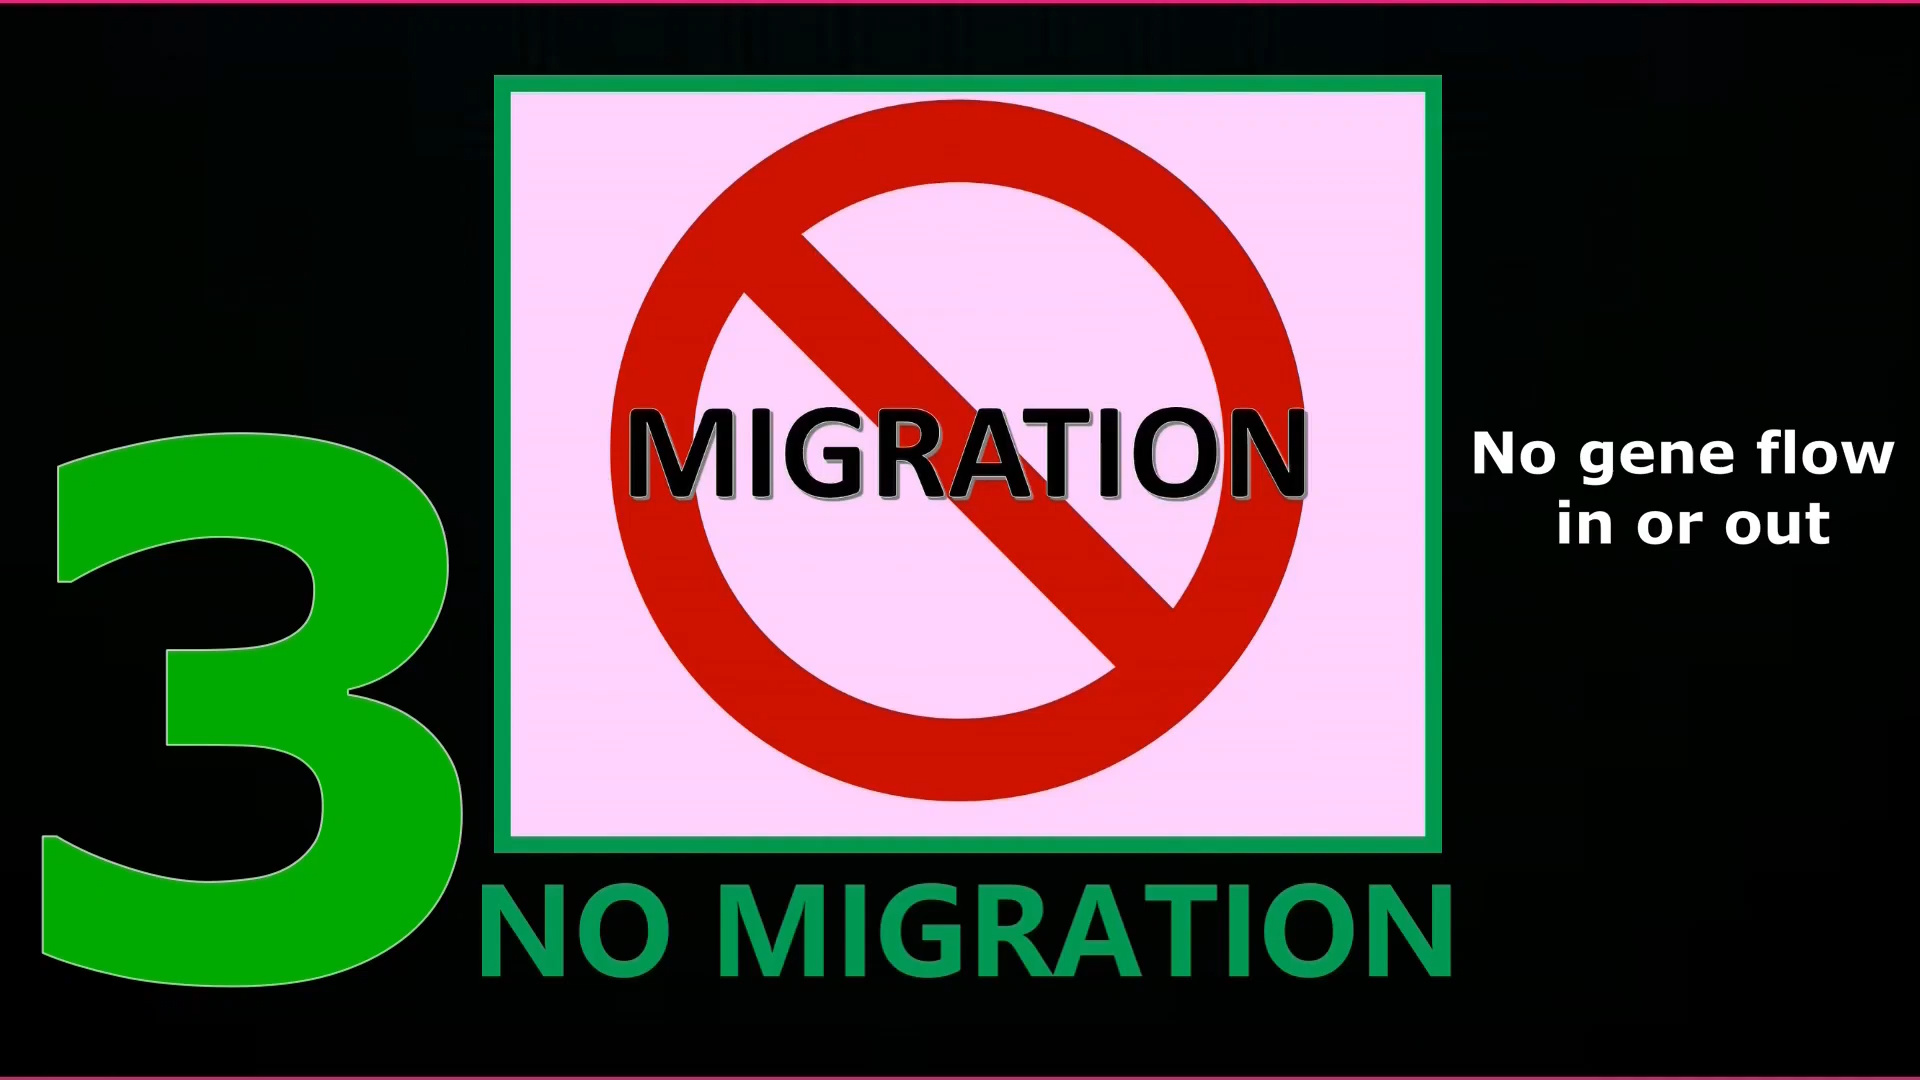 3
MIGRATION
No gene flow
in or out
NO MIGRATION